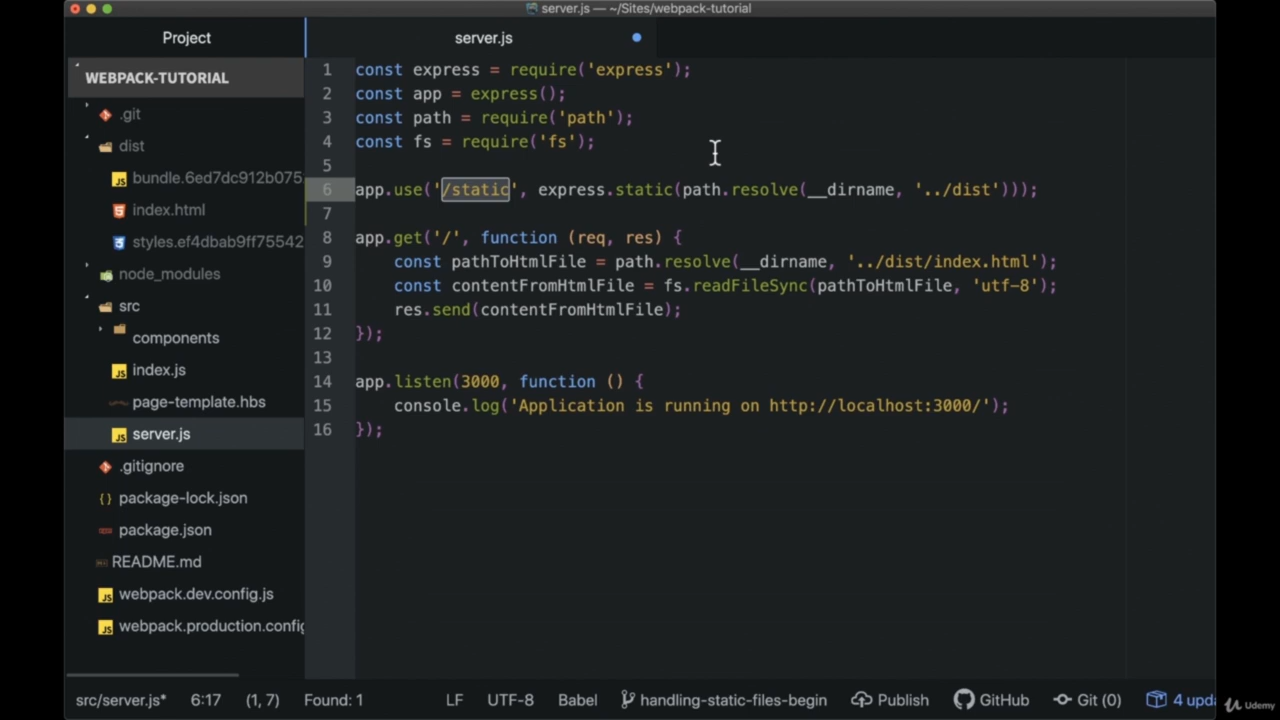 server.js — ~/Sites/webpack-tutorial
Project
server.js
WEBPACK-TUTORIAL
.git
dist
bundle.6ed7dc912b075
index.html
styles.ef4dbab9ff75542
node_modules
src
components
index.js
page-template.hbs
server.js
.gitignore
package-lock.json
package.json
README.md
webpack.dev.config.js
webpack.production.config
1 const express = require('express');
2 const app = express();
3 const path = require('path');
4 const fs = require('fs');
5
6 app.use('/static', express.static(path.resolve(__dirname, '../dist')));
7
8 app.get('/', function (req, res) {
9 const pathToHtmlFile = path.resolve(__dirname, '../dist/index.html');
10 const contentFromHtmlFile = fs.readFileSync(pathToHtmlFile, 'utf-8');
11 res.send(contentFromHtmlFile);
12 });
13
14 app.listen(3000, function () {
15 console.log('Application is running on http://localhost:3000/');
16 });
src/server.js* 6:17 (1, 7) Found: 1 LF UTF-8 Babel handling-static-files-begin Publish GitHub Git (0) 4 upda
Udemy